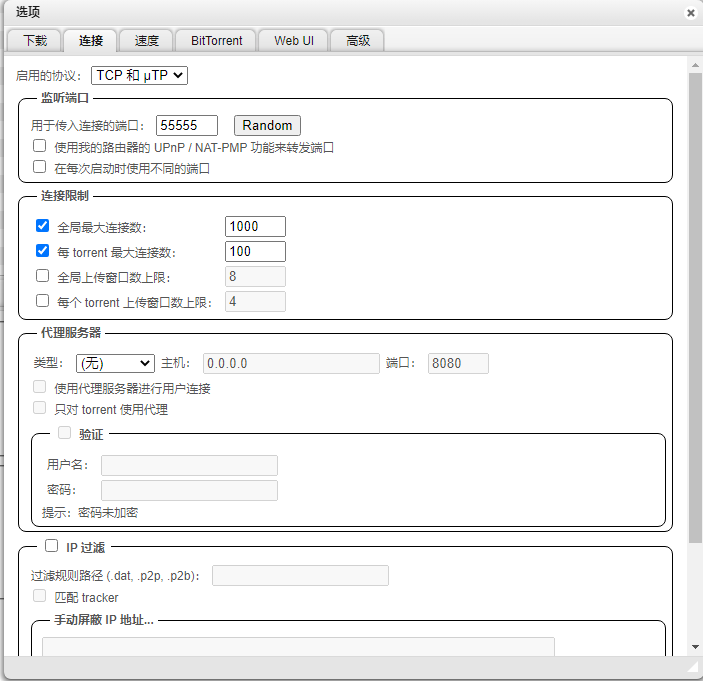 选项
下载 连接 速度 BitTorrent Web UI 高级
启用的协议： TCP 和 μTP
监听端口
用于传入连接的端口： 55555 Random
使用我的路由器的 UPnP / NAT-PMP 功能来转发端口
在每次启动时使用不同的端口
连接限制
全局最大连接数： 1000
每 torrent 最大连接数： 100
全局上传窗口数上限： 8
每个 torrent 上传窗口数上限： 4
代理服务器
类型： (无) 主机： 0.0.0.0 端口： 8080
使用代理服务器进行用户连接
只对 torrent 使用代理
验证
用户名：
密码：
提示：密码未加密
IP 过滤
过滤规则路径 (.dat, .p2p, .p2b)：
匹配 tracker
手动屏蔽 IP 地址...